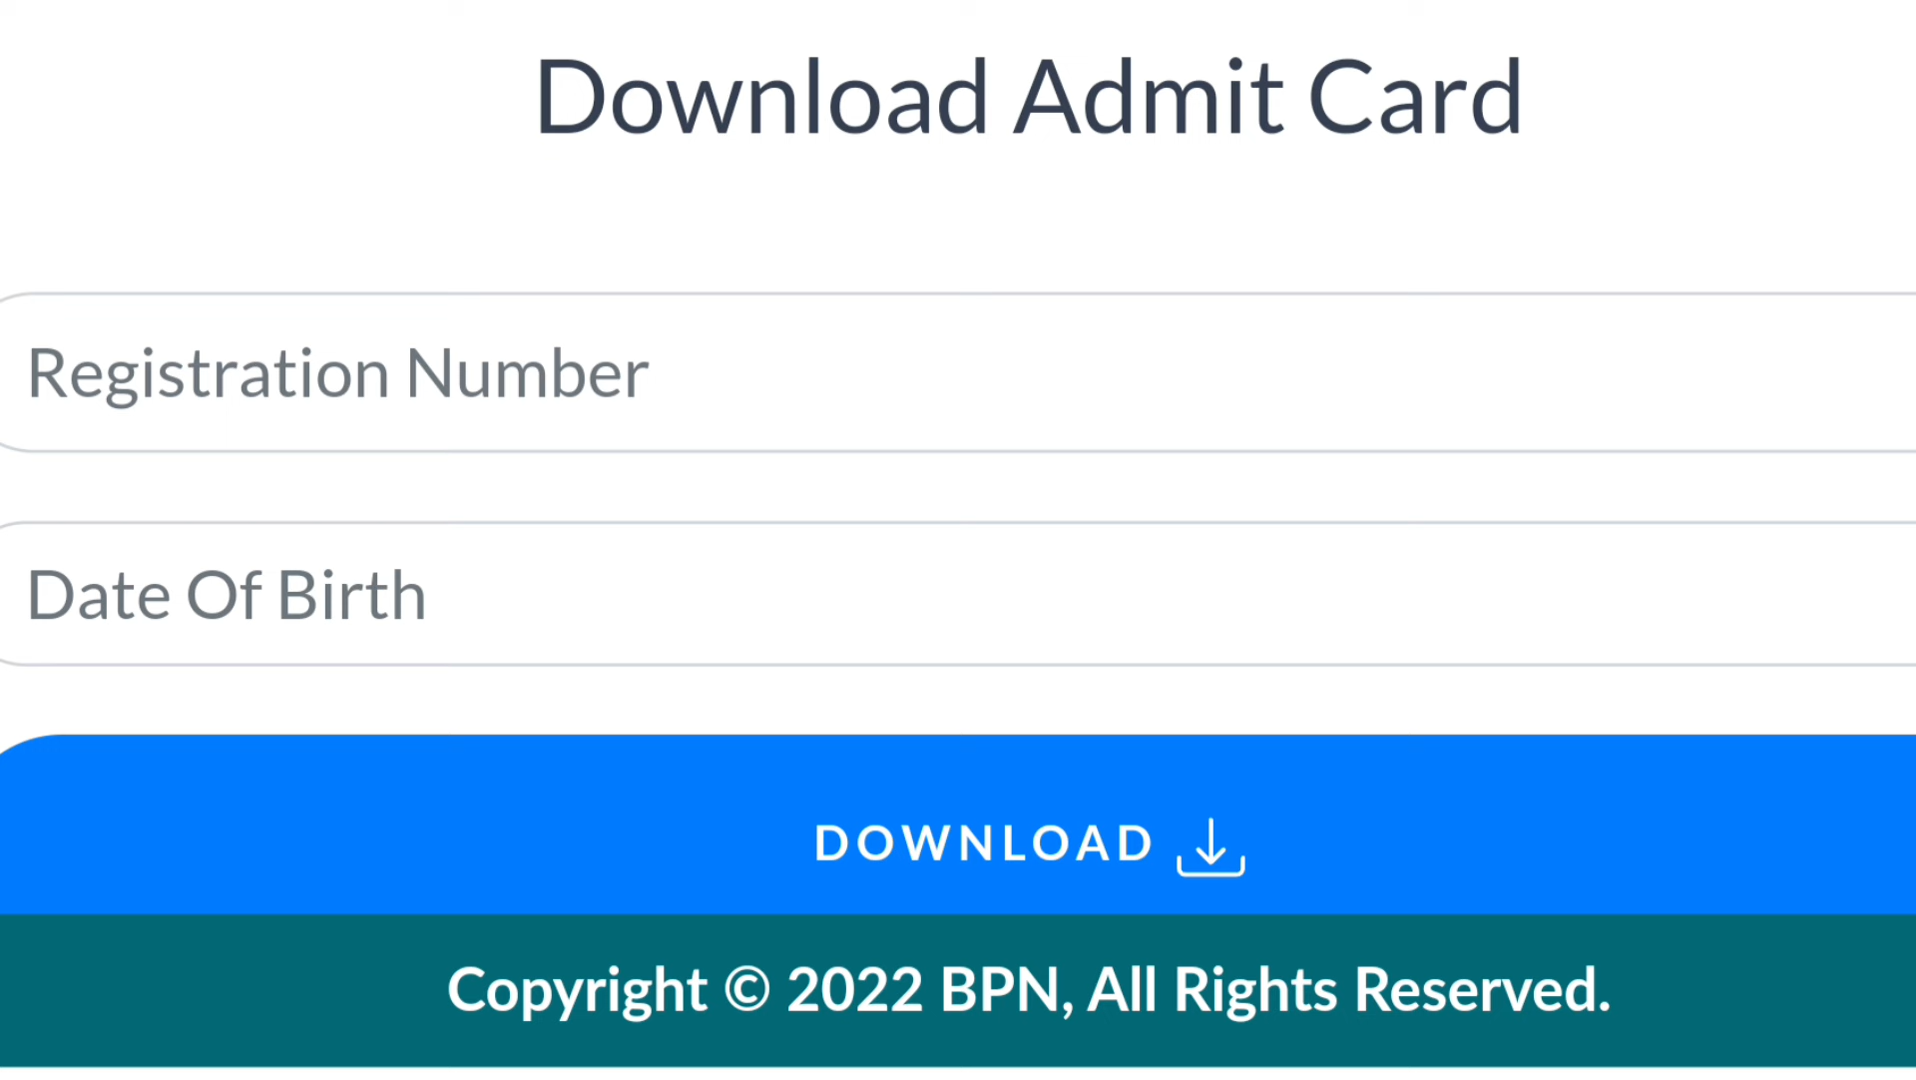 Download Admit Card
Registration Number
Date Of Birth
DOWNLOAD
Copyright © 2022 BPN, All Rights Reserved.